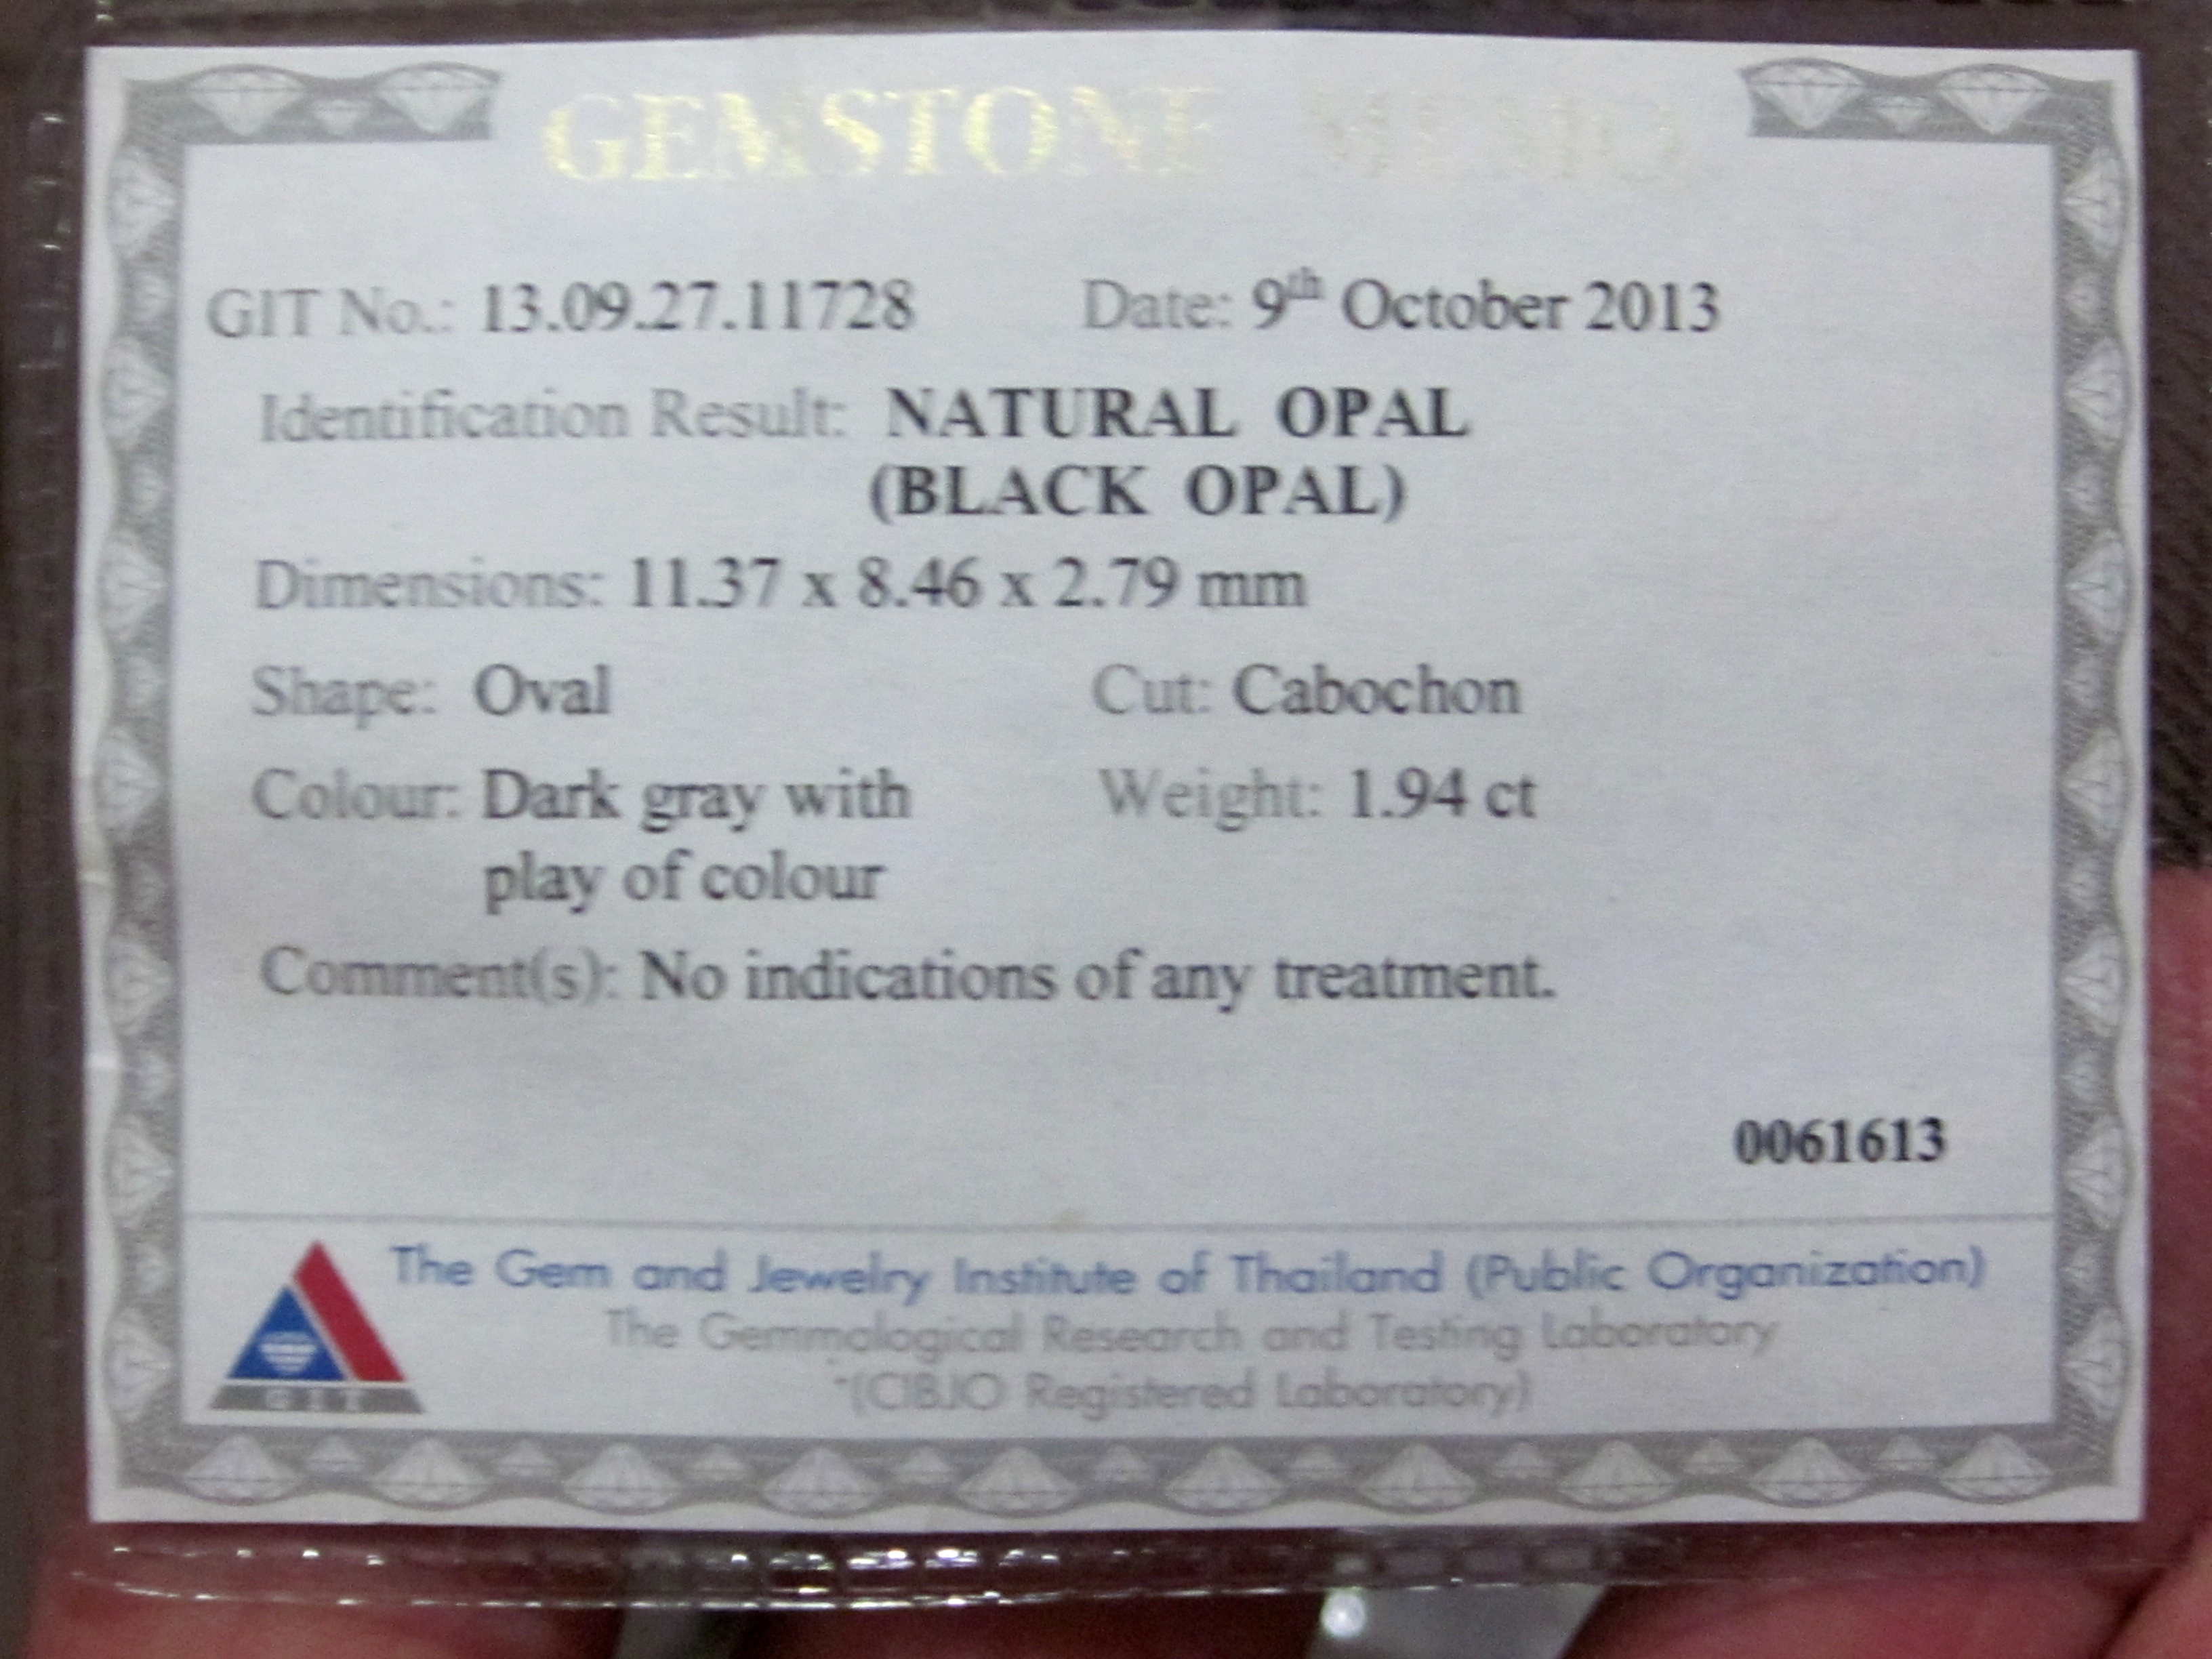 GEMSTONE MEMO
GIT No.: 13.09.27.11728 Date: 9th October 2013
Identification Result: NATURAL OPAL
(BLACK OPAL)
Dimensions: 11.37 x 8.46 x 2.79 mm
Shape: Oval Cut: Cabochon
Colour: Dark gray with Weight: 1.94 ct
play of colour
Comment(s): No indications of any treatment.
0061613
The Gem and Jewelry Institute of Thailand (Public Organization)
The Gemmological Research and Testing Laboratory
(CIBJO Registered Laboratory)
GIT